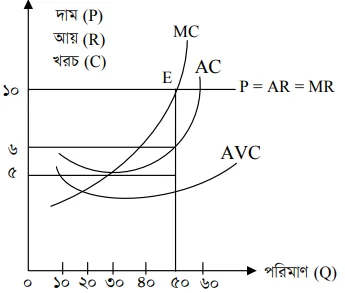 দাম (P)
আয় (R)
খরচ (C)
MC
E
AC
P = AR = MR
১০
৬
AVC
৫
০ ১০ ২০ ৩০ ৪০ ৫০ ৬০
পরিমাণ (Q)